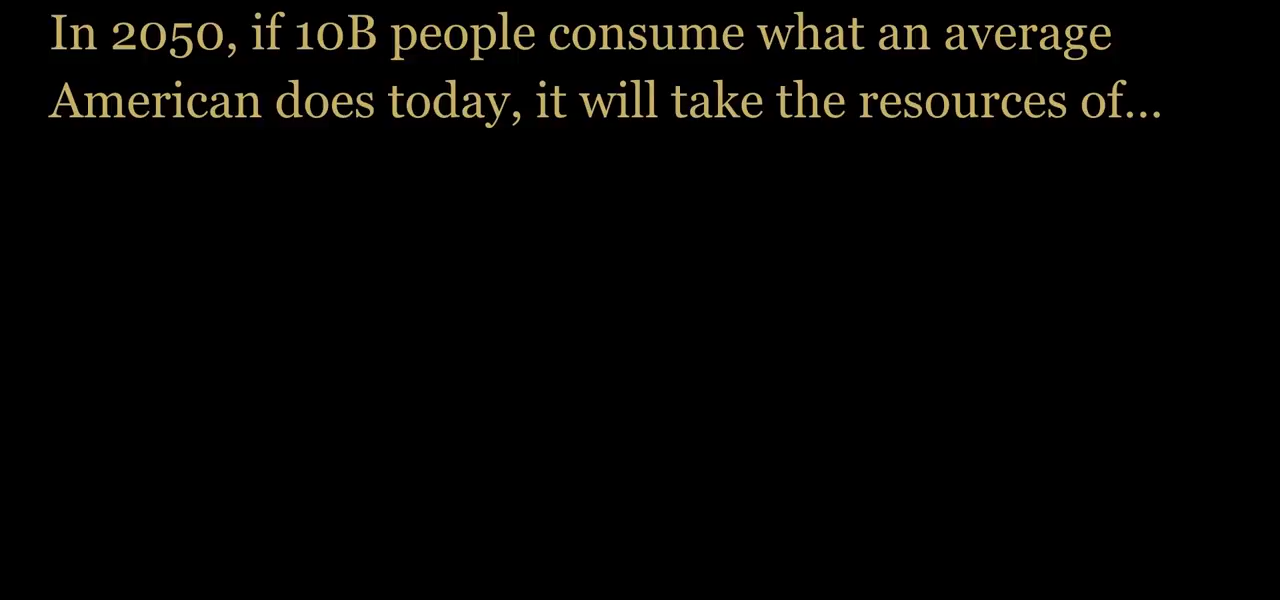 In 2050, if 10B people consume what an average
American does today, it will take the resources of...